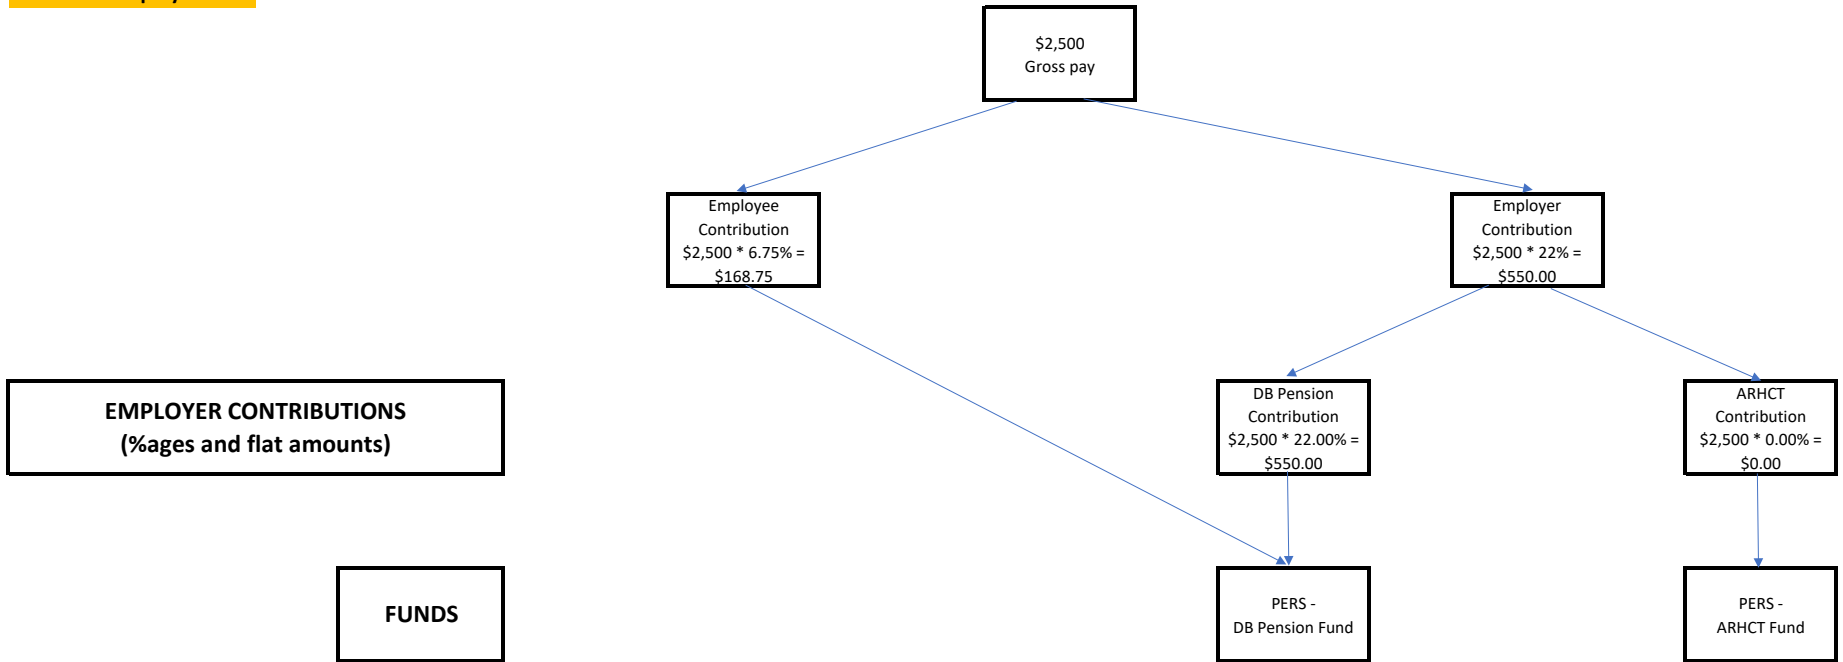 $2,500
Gross pay
Employee
Contribution
$2,500 * 6.75% =
$168.75
Employer
Contribution
$2,500 * 22% =
$550.00
EMPLOYER CONTRIBUTIONS
(%ages and flat amounts)
DB Pension
Contribution
$2,500 * 22.00% =
$550.00
ARHCT
Contribution
$2,500 * 0.00% =
$0.00
FUNDS
PERS -
DB Pension Fund
PERS -
ARHCT Fund